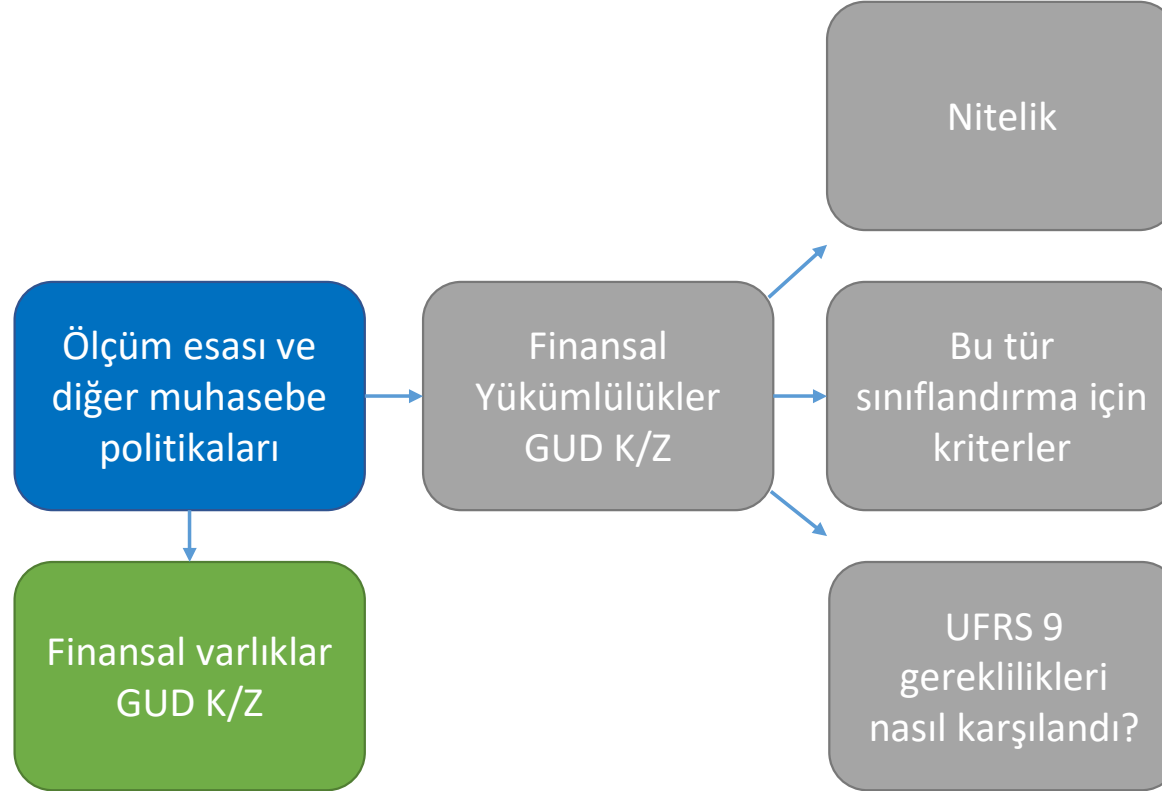 Nitelik
Ölçüm esası ve
diğer muhasebe
politikaları
Finansal
Yükümlülükler
GUD K/Z
Bu tür
sınıflandırma için
kriterler
Finansal varlıklar
GUD K/Z
UFRS 9
gereklilikleri
nasıl karşılandı?